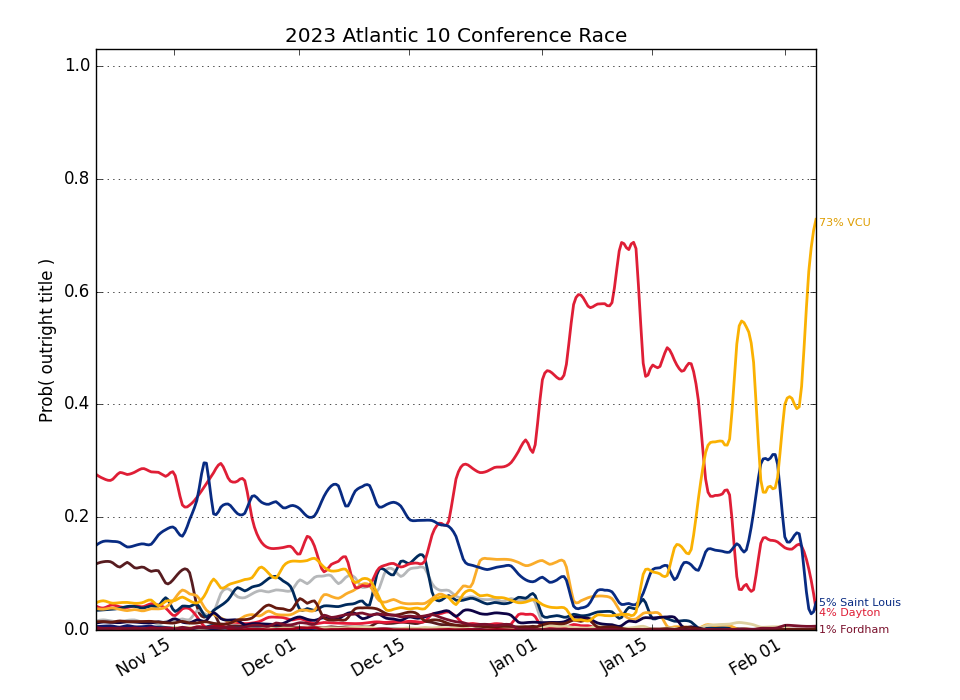 2023 Atlantic 10 Conference Race
1.0
0.8
0.6
0.4
0.2
0.0
Prob( outright title )
73% VCU
5% Saint Louis
4% Dayton
1% Fordham
Nov 15
Dec 01
Dec 15
Jan 01
Jan 15
Feb 01